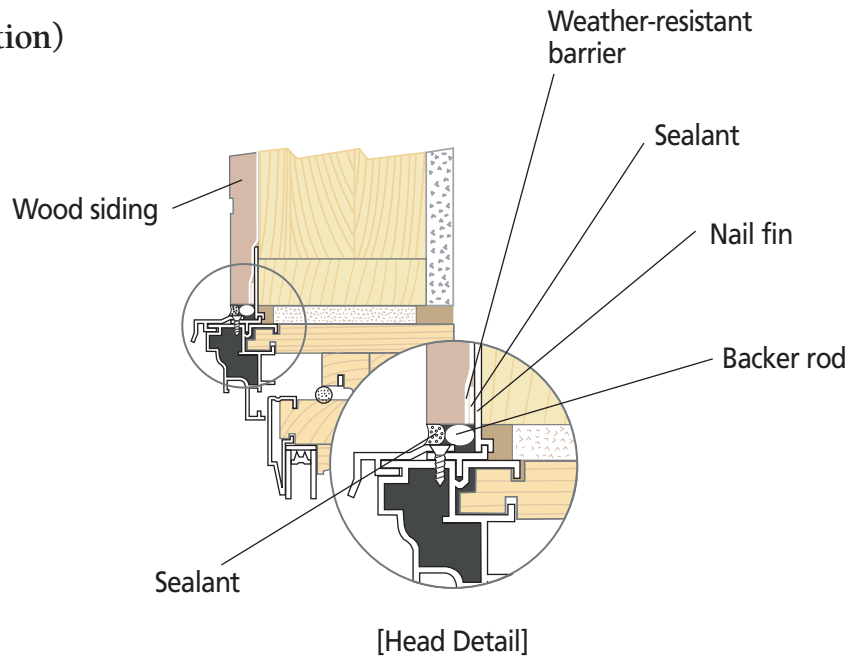 tion)
Weather-resistant
barrier
Sealant
Wood siding
Nail fin
Backer rod
Sealant
[Head Detail]